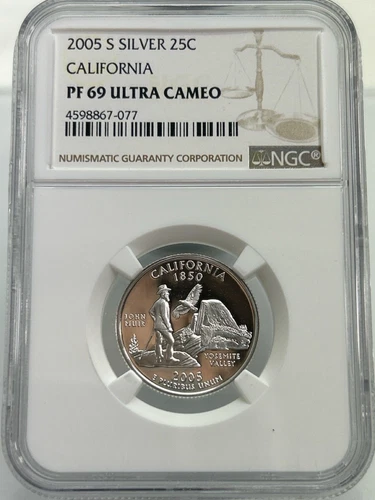 2005 S SILVER 25C
CALIFORNIA
PF 69 ULTRA CAMEO
4598867-077
NUMISMATIC GUARANTY CORPORATION
NGC®
CALIFORNIA
1850
JOHN
MUIR
YOSEMITE
VALLEY
2005
E PLURIBUS UNUM